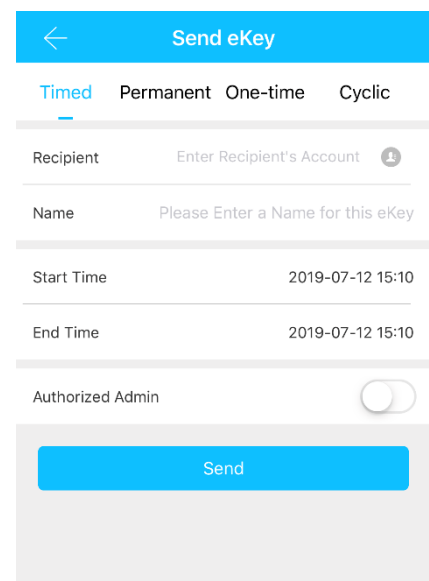 Send eKey
Timed Permanent One-time Cyclic
Recipient Enter Recipient's Account
Name Please Enter a Name for this eKey
Start Time 2019-07-12 15:10
End Time 2019-07-12 15:10
Authorized Admin
Send